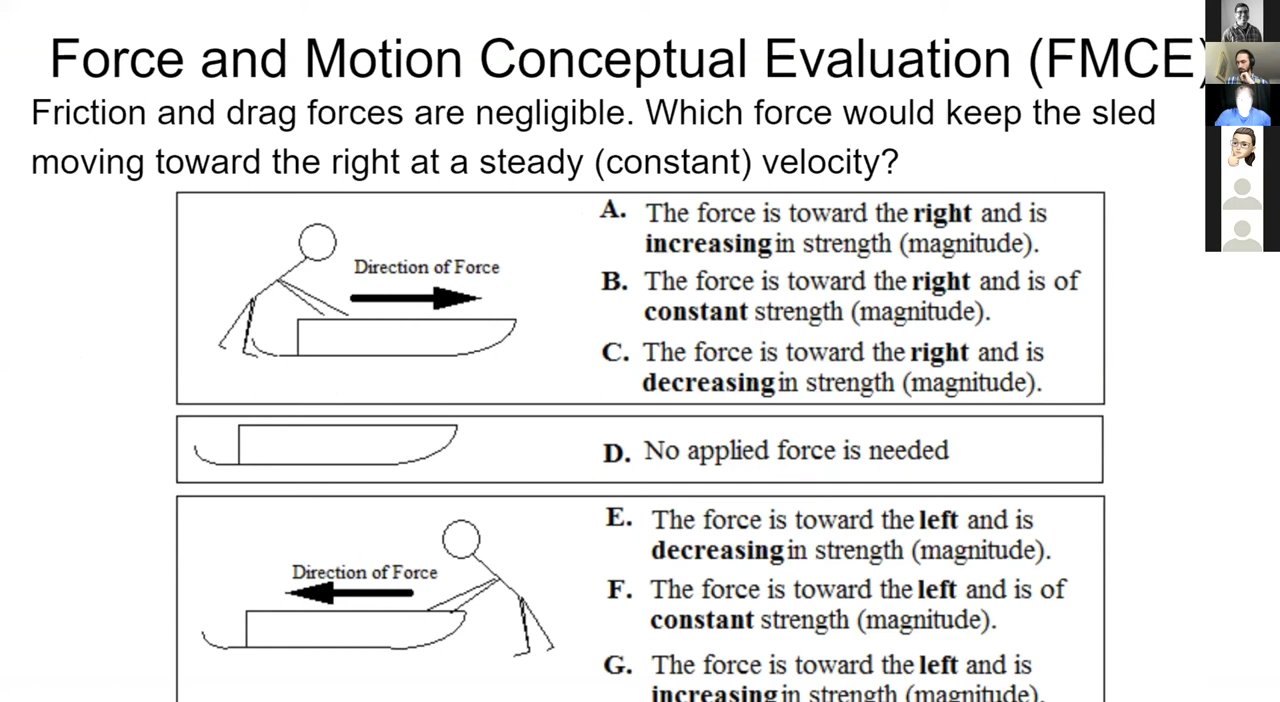 Force and Motion Conceptual Evaluation (FMCE)
Friction and drag forces are negligible. Which force would keep the sled
moving toward the right at a steady (constant) velocity?
Direction of Force
A. The force is toward the right and is
increasing in strength (magnitude).
B. The force is toward the right and is of
constant strength (magnitude).
C. The force is toward the right and is
decreasing in strength (magnitude).
D. No applied force is needed
Direction of Force
E. The force is toward the left and is
decreasing in strength (magnitude).
F. The force is toward the left and is of
constant strength (magnitude).
G. The force is toward the left and is
increasing in strength (magnitude).